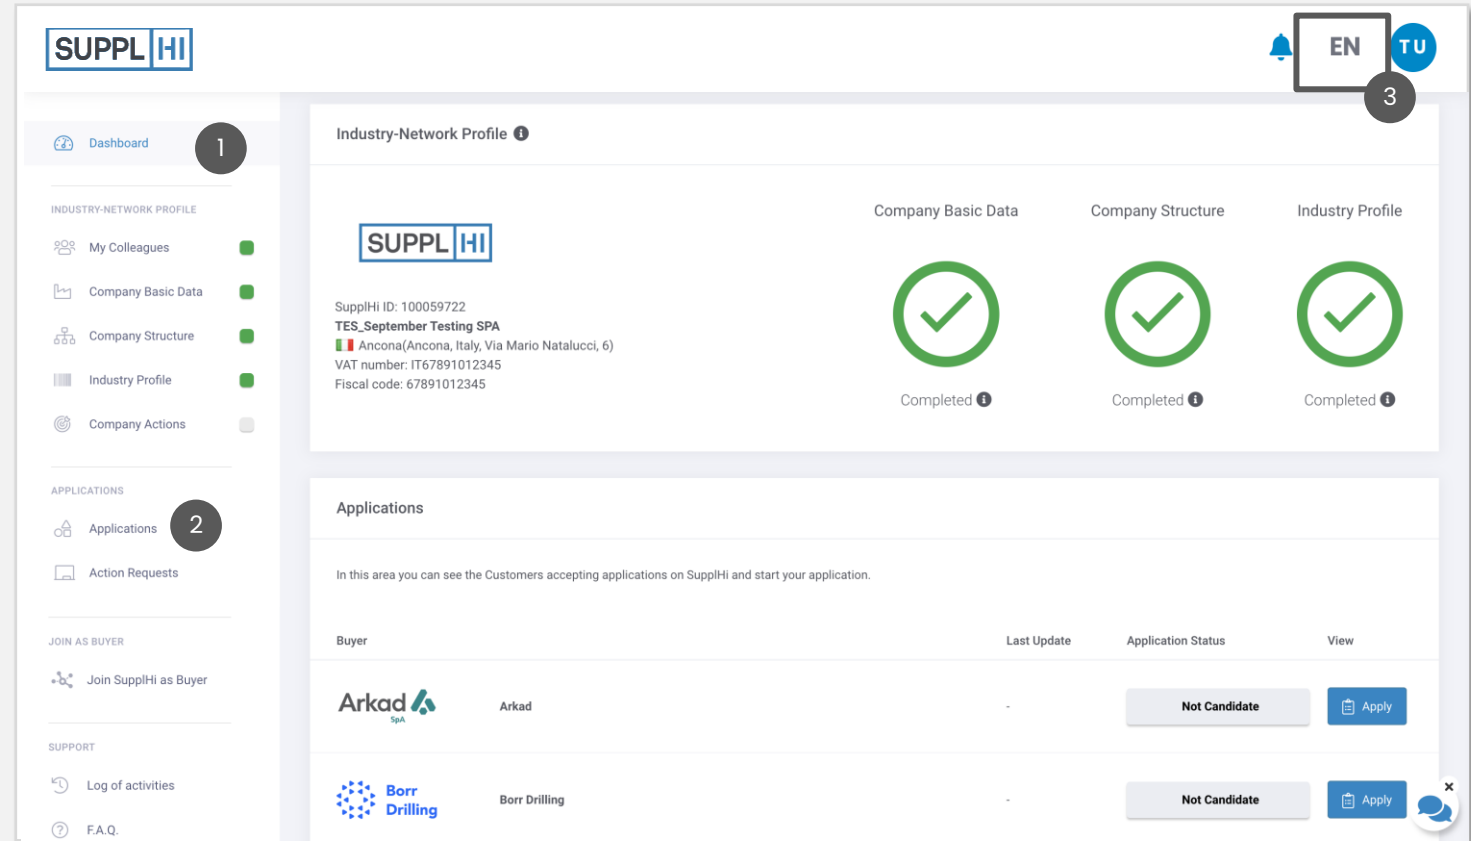 SUPPLHI
EN
TU
3
Dashboard
1
INDUSTRY-NETWORK PROFILE
My Colleagues
Company Basic Data
Company Structure
Industry Profile
Company Actions
APPLICATIONS
Applications
2
Action Requests
JOIN AS BUYER
Join SupplHi as Buyer
SUPPORT
Log of activities
F.A.Q.
Industry-Network Profile
SUPPLHI
SupplHi ID: 100059722
TES_September Testing SPA
Ancona(Ancona, Italy, Via Mario Natalucci, 6)
VAT number: IT67891012345
Fiscal code: 67891012345
Company Basic Data
Completed
Company Structure
Completed
Industry Profile
Completed
Applications
In this area you can see the Customers accepting applications on SupplHi and start your application.
Buyer Last Update Application Status View
Arkad SpA Arkad - Not Candidate Apply
Borr Drilling Borr Drilling - Not Candidate Apply